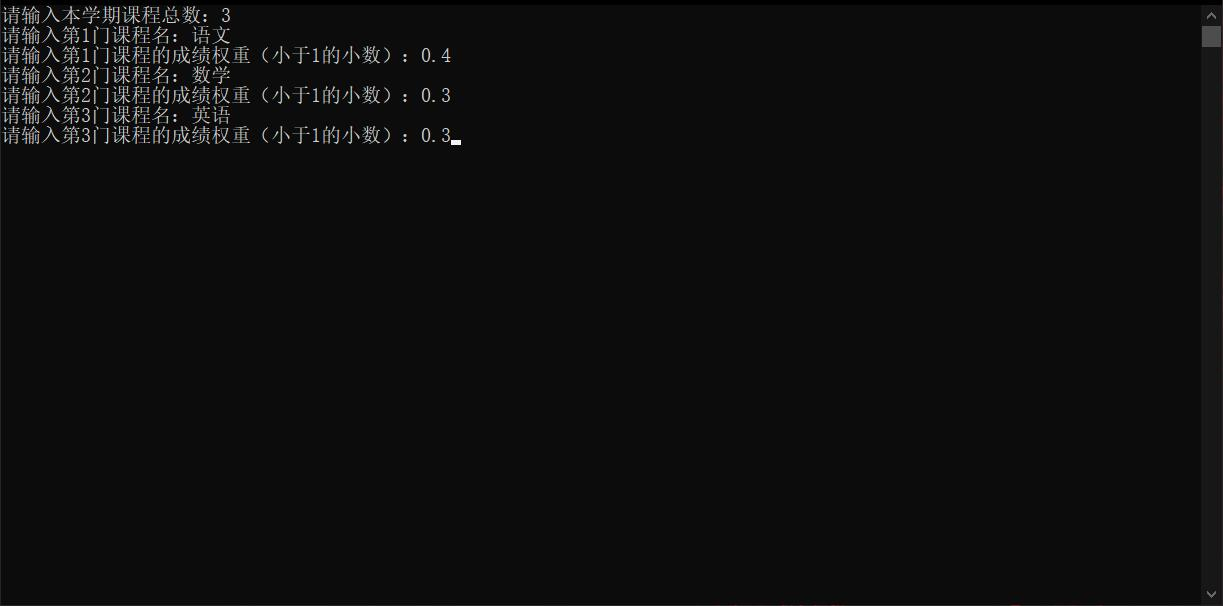 请输入本学期课程总数：3
请输入第1门课程名：语文
请输入第1门课程的成绩权重（小于1的小数）：0.4
请输入第2门课程名：数学
请输入第2门课程的成绩权重（小于1的小数）：0.3
请输入第3门课程名：英语
请输入第3门课程的成绩权重（小于1的小数）：0.3